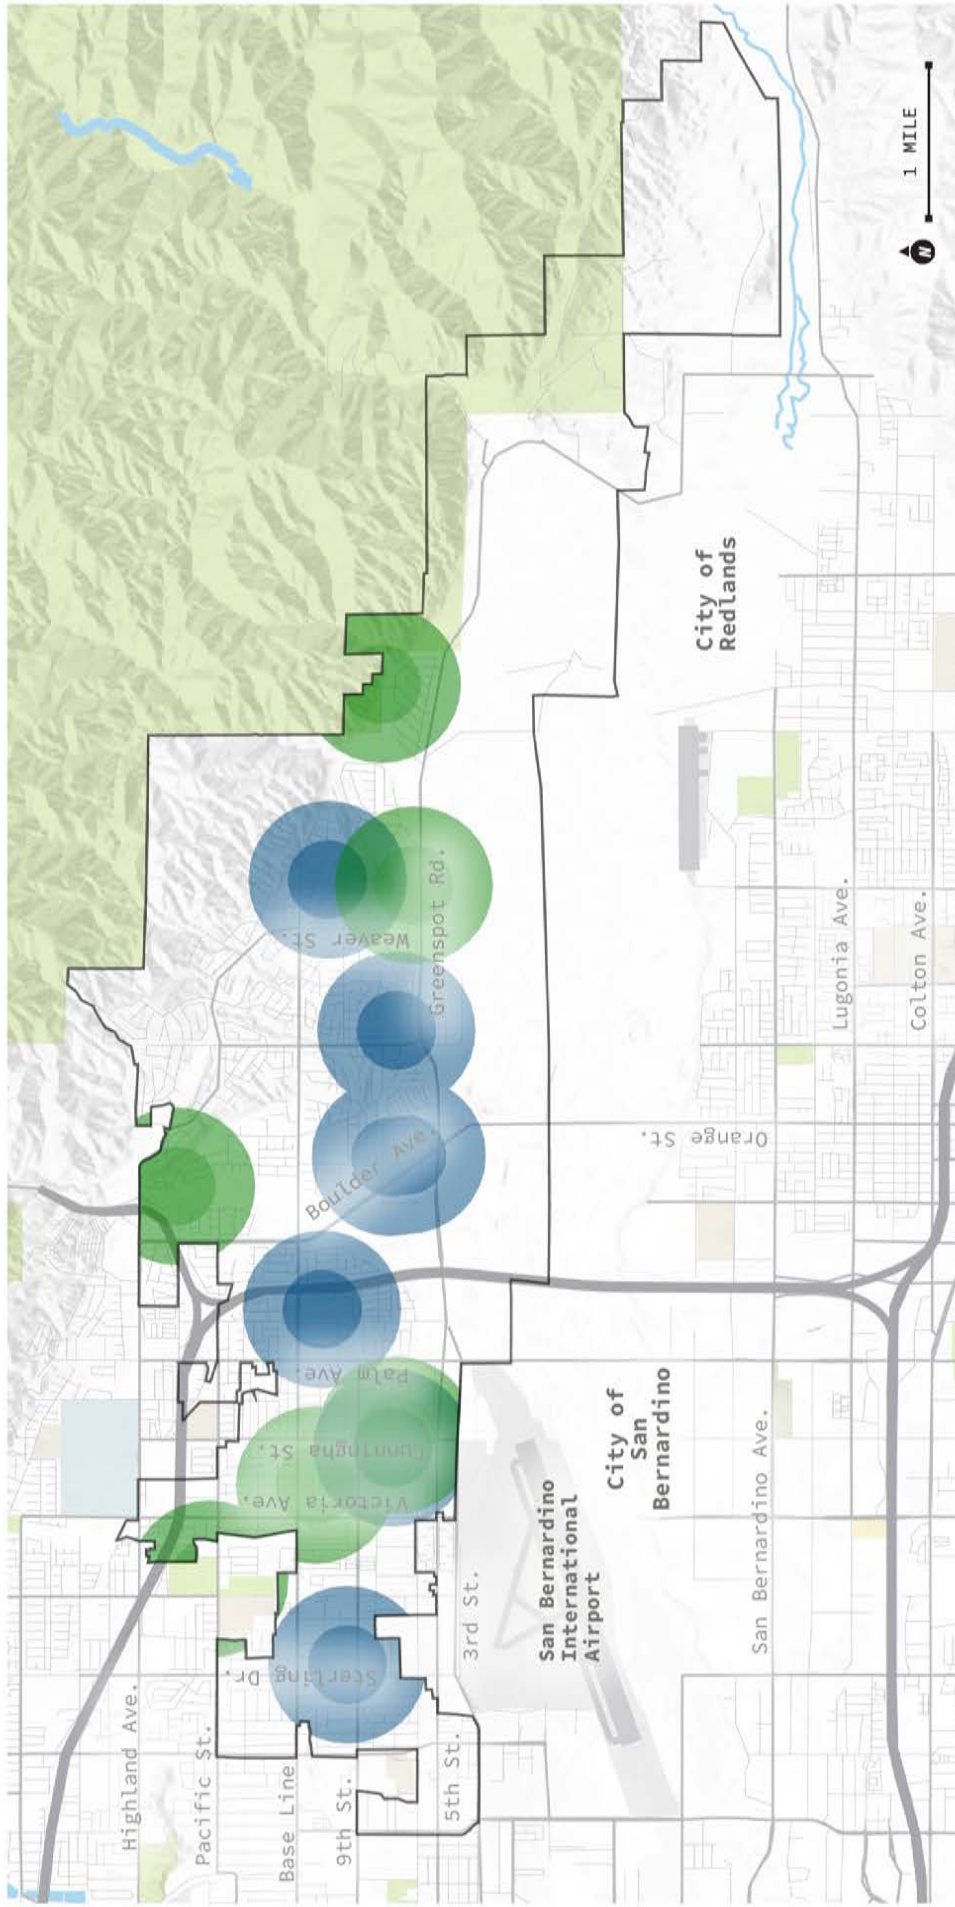 Highland Ave.
Pacific St.
Base Line
9th St.
5th St.
3rd St.
Sterling Dr.
Victoria Ave.
Cunningha St.
Palm Ave.
Boulder Ave.
Weaver St.
Greenspot Rd.
Orange St.
San Bernardino
International
Airport
City of
San
Bernardino
San Bernardino Ave.
City of
Redlands
Lugonia Ave.
Colton Ave.
N
1 MILE